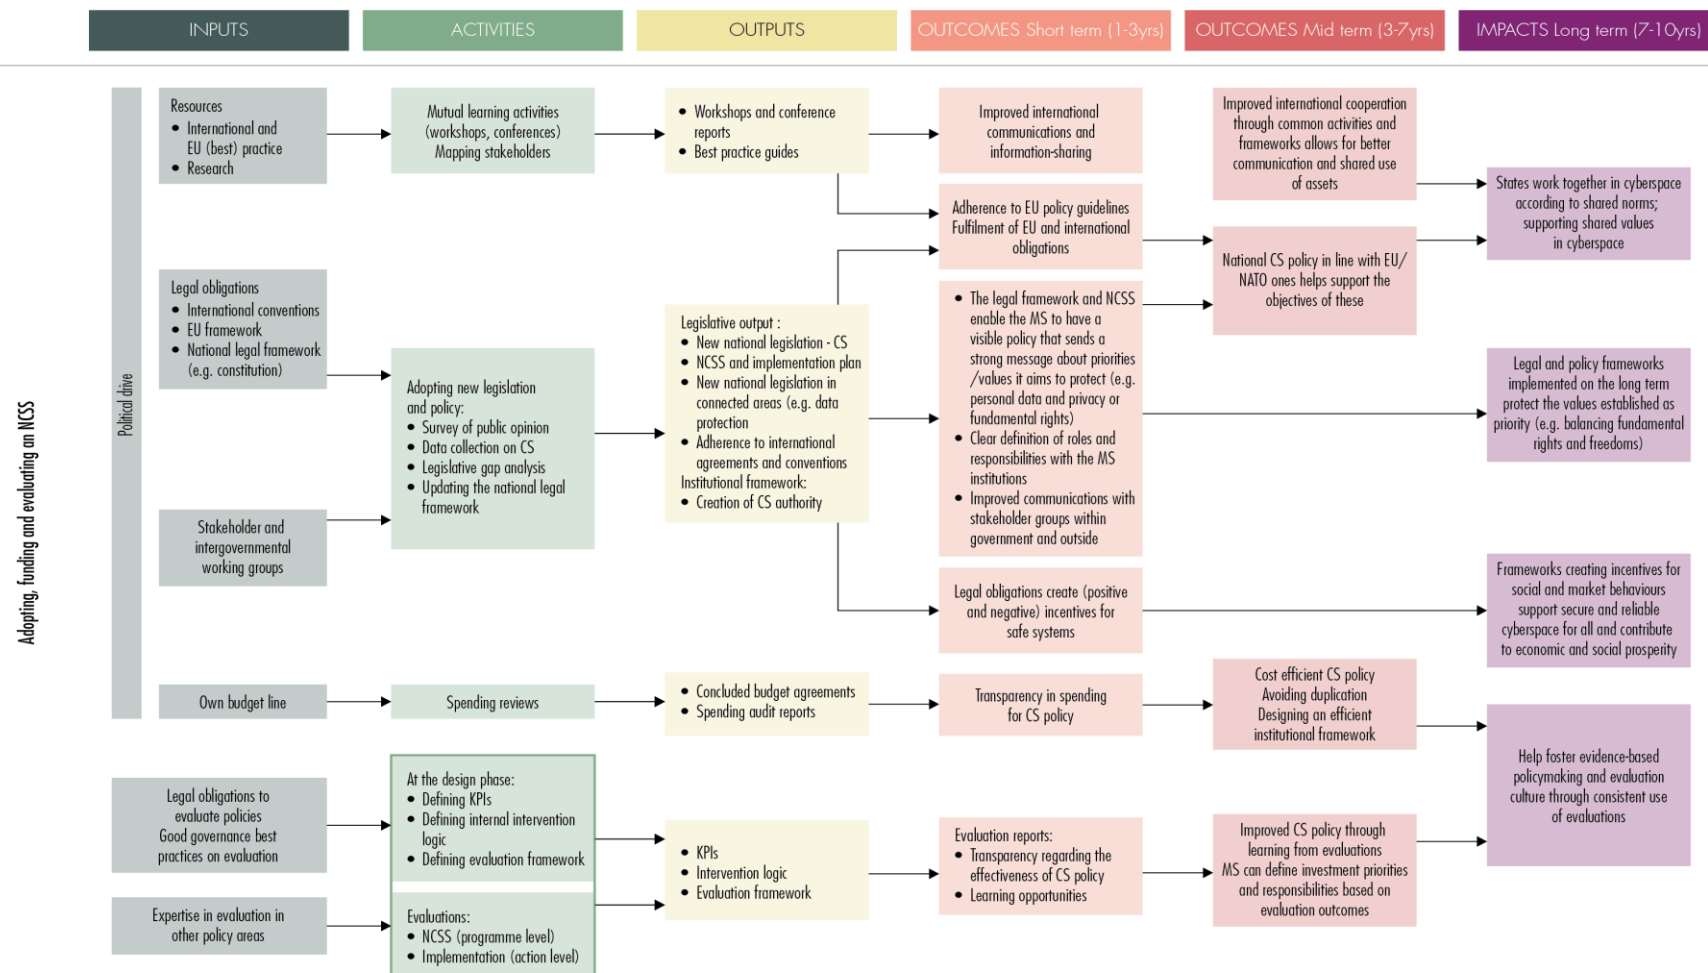 INPUTS
ACTIVITIES
OUTPUTS
OUTCOMES Short term (1-3yrs)
OUTCOMES Mid term (3-7yrs)
IMPACTS Long term (7-10yrs)
Adopting, funding and evaluating an NCSS
Political drive
Resources
• International and
EU (best) practice
• Research
Mutual learning activities
(workshops, conferences)
Mapping stakeholders
• Workshops and conference
reports
• Best practice guides
Improved international
communications and
information-sharing
Improved international cooperation
through common activities and
frameworks allows for better
communication and shared use
of assets
States work together in cyberspace
according to shared norms;
supporting shared values
in cyberspace
Adherence to EU policy guidelines
Fulfilment of EU and international
obligations
National CS policy in line with EU/
NATO ones helps support the
objectives of these
Legal obligations
• International conventions
• EU framework
• National legal framework
(e.g. constitution)
Stakeholder and
intergovernmental
working groups
Adopting new legislation
and policy:
• Survey of public opinion
• Data collection on CS
• Legislative gap analysis
• Updating the national legal
framework
Legislative output :
• New national legislation - CS
• NCSS and implementation plan
• New national legislation in
connected areas (e.g. data
protection
• Adherence to international
agreements and conventions
Institutional framework:
• Creation of CS authority
• The legal framework and NCSS
enable the MS to have a
visible policy that sends a
strong message about priorities
/values it aims to protect (e.g.
personal data and privacy or
fundamental rights)
• Clear definition of roles and
responsibilities with the MS
institutions
• Improved communications with
stakeholder groups within
government and outside
Legal and policy frameworks
implemented on the long term
protect the values established as
priority (e.g. balancing fundamental
rights and freedoms)
Legal obligations create (positive
and negative) incentives for
safe systems
Frameworks creating incentives for
social and market behaviours
support secure and reliable
cyberspace for all and contribute
to economic and social prosperity
Own budget line
Spending reviews
• Concluded budget agreements
• Spending audit reports
Transparency in spending
for CS policy
Cost efficient CS policy
Avoiding duplication
Designing an efficient
institutional framework
Help foster evidence-based
policymaking and evaluation
culture through consistent use
of evaluations
Legal obligations to
evaluate policies
Good governance best
practices on evaluation
Expertise in evaluation in
other policy areas
At the design phase:
• Defining KPIs
• Defining internal intervention
logic
• Defining evaluation framework
Evaluations:
• NCSS (programme level)
• Implementation (action level)
• KPIs
• Intervention logic
• Evaluation framework
Evaluation reports:
• Transparency regarding the
effectiveness of CS policy
• Learning opportunities
Improved CS policy through
learning from evaluations
MS can define investment priorities
and responsibilities based on
evaluation outcomes